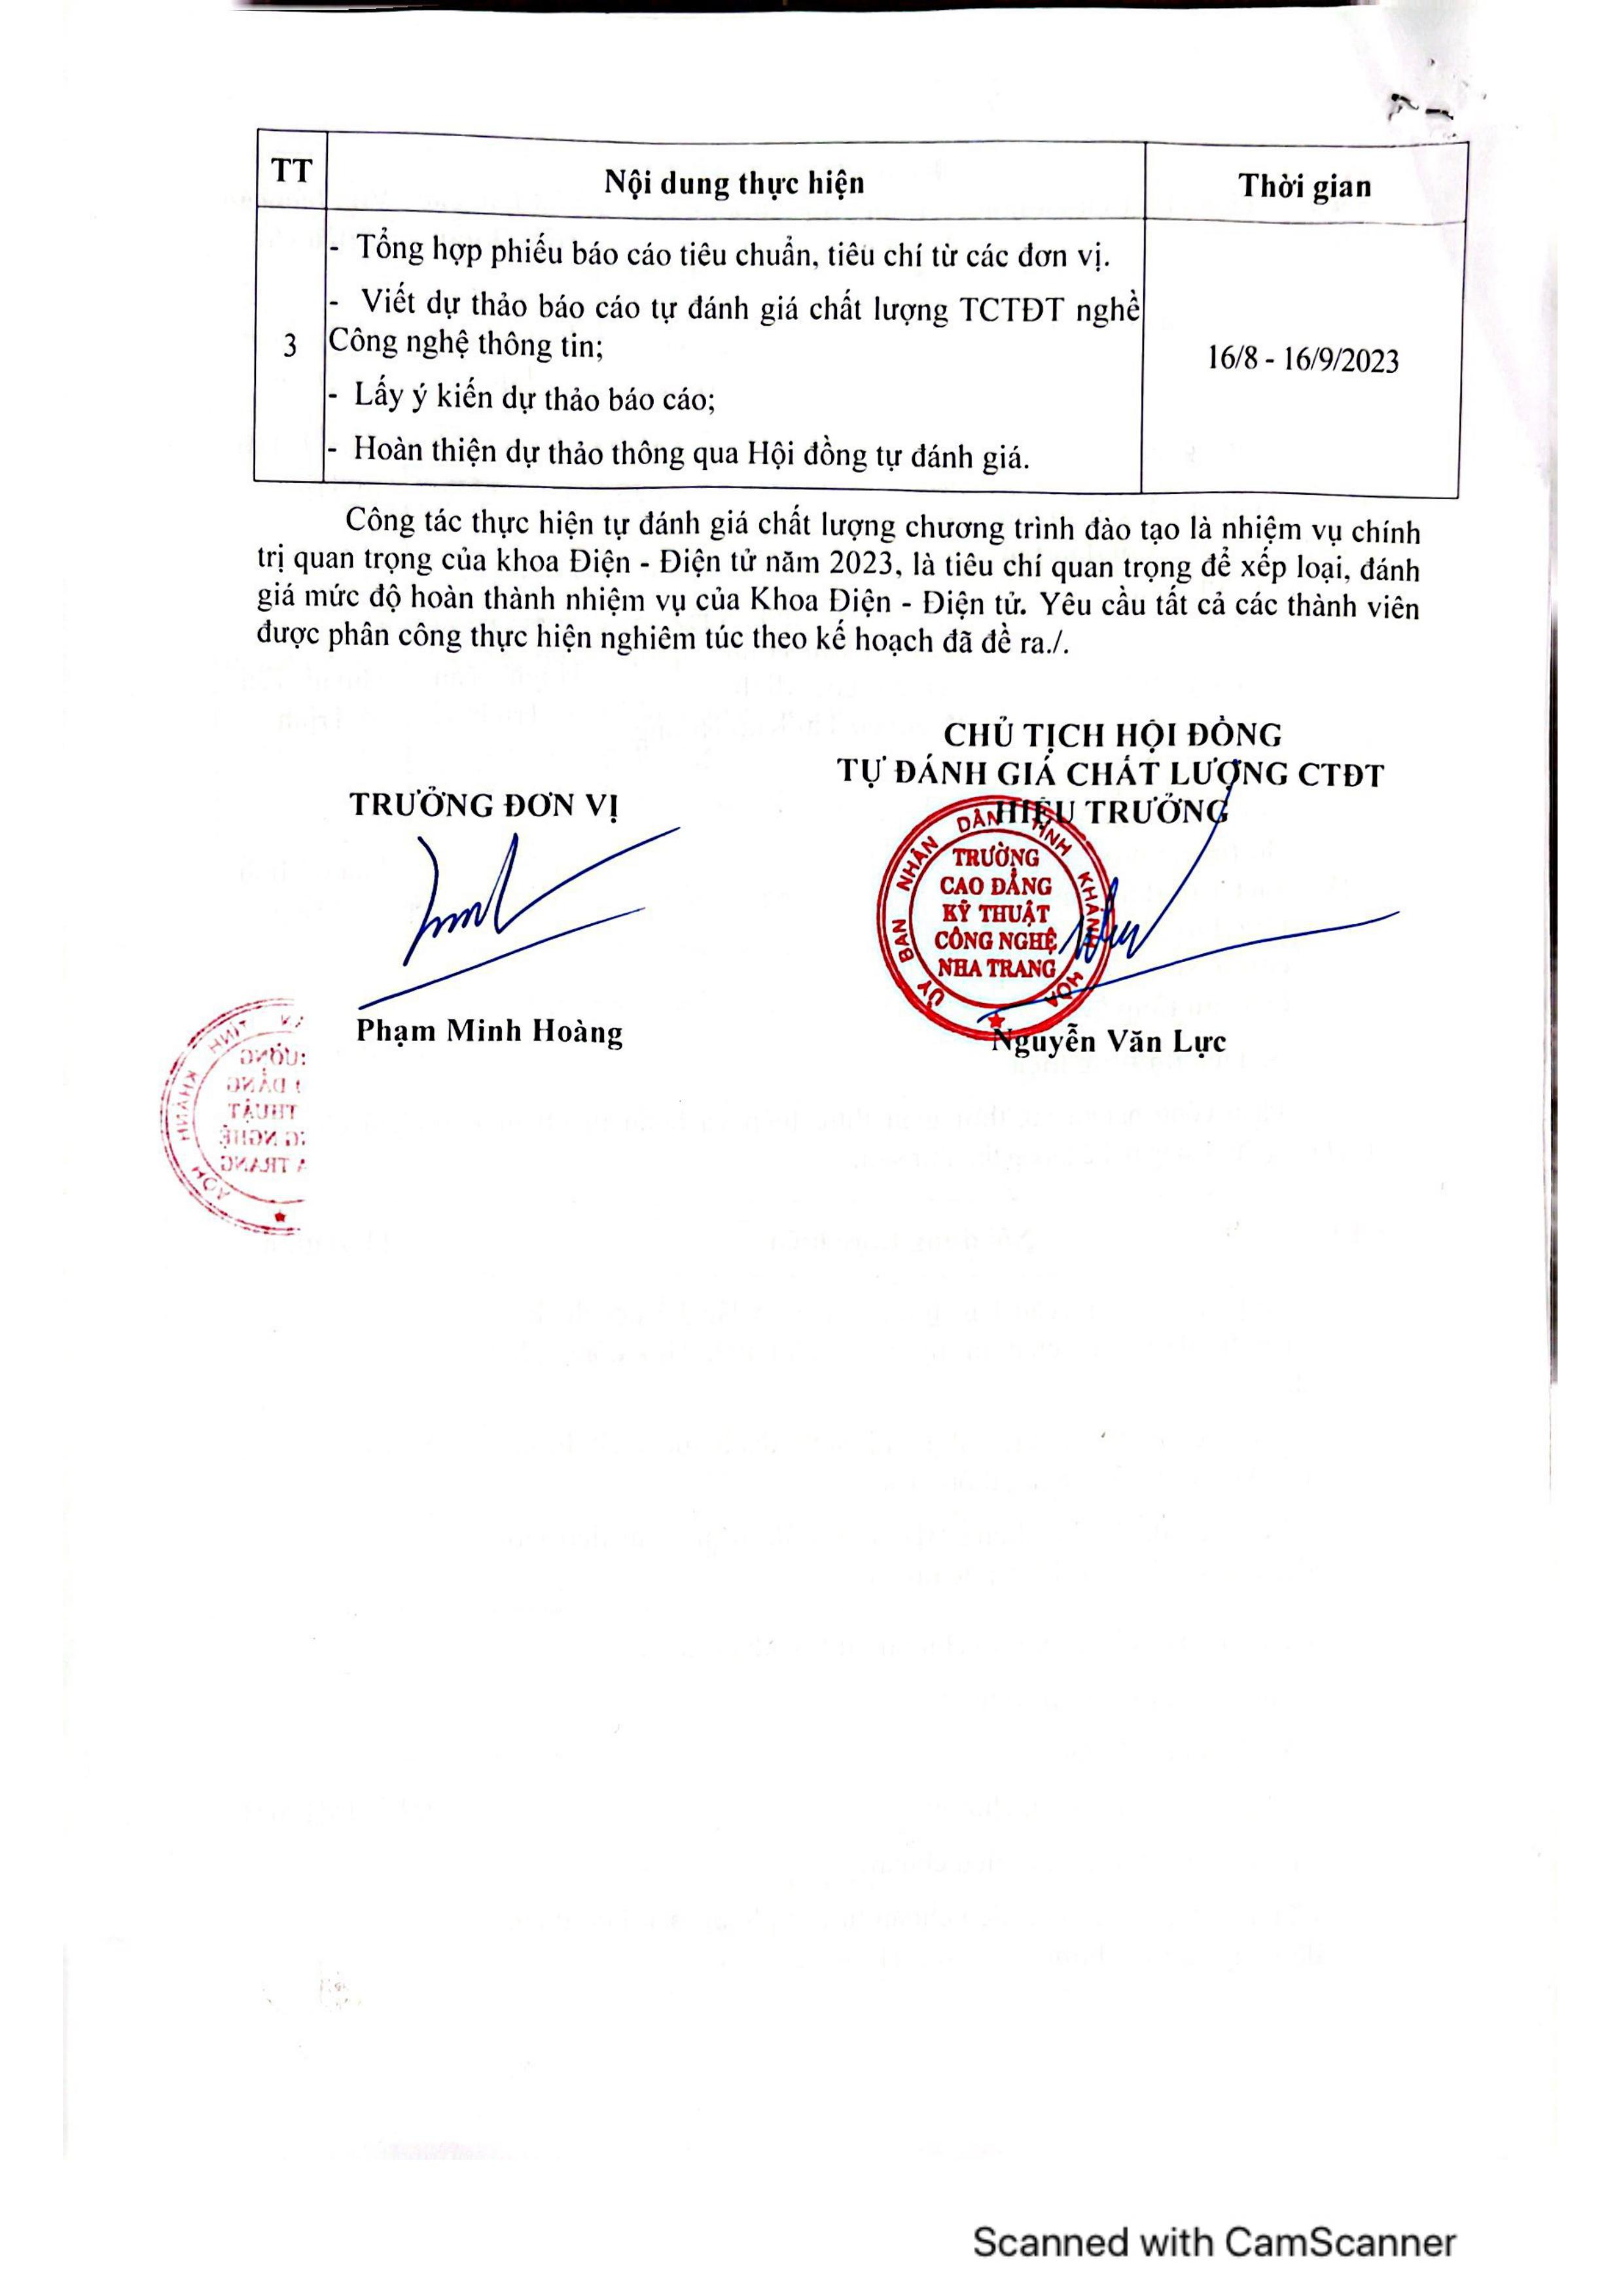 TT
Nội dung thực hiện
Thời gian
3
- Tổng hợp phiếu báo cáo tiêu chuẩn, tiêu chí từ các đơn vị.
- Viết dự thảo báo cáo tự đánh giá chất lượng TCTĐT nghề
Công nghệ thông tin;
- Lấy ý kiến dự thảo báo cáo;
- Hoàn thiện dự thảo thông qua Hội đồng tự đánh giá.
16/8 - 16/9/2023
Công tác thực hiện tự đánh giá chất lượng chương trình đào tạo là nhiệm vụ chính
trị quan trọng của khoa Điện - Điện tử năm 2023, là tiêu chí quan trọng để xếp loại, đánh
giá mức độ hoàn thành nhiệm vụ của Khoa Điện - Điện tử. Yêu cầu tất cả các thành viên
được phân công thực hiện nghiêm túc theo kế hoạch đã đề ra./.
CHỦ TỊCH HỘI ĐỒNG
TỰ ĐÁNH GIÁ CHẤT LƯỢNG CTĐT
HIỆU TRƯỞNG
TRƯỞNG ĐƠN VỊ
ỦY BAN NHÂN DÂN TỈNH KHÁNH HÒA
TRƯỜNG
CAO ĐẲNG
KỸ THUẬT
CÔNG NGHỆ
NHA TRANG
Phạm Minh Hoàng
Nguyễn Văn Lực
Scanned with CamScanner